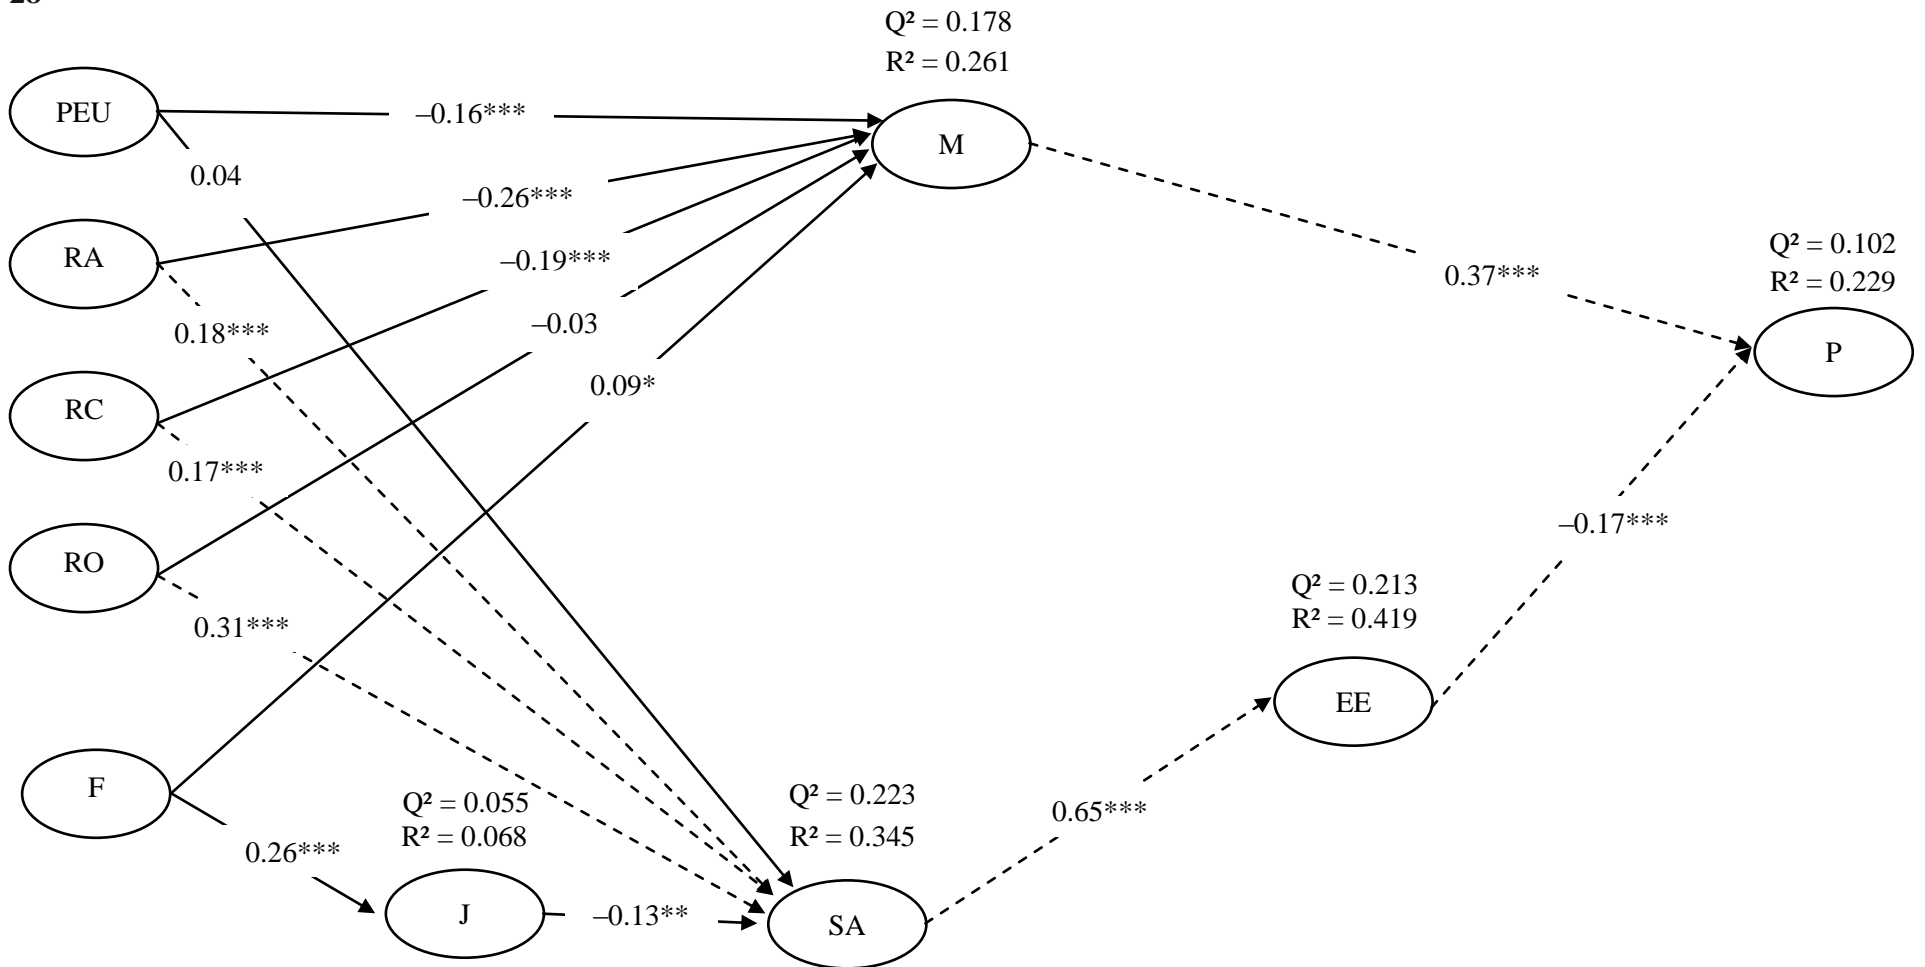 Q² = 0.178
R² = 0.261
PEU
–0.16***
M
0.04
–0.26***
RA
–0.19***
Q² = 0.102
R² = 0.229
0.37***
0.18***
–0.03
P
0.09*
RC
0.17***
–0.17***
RO
Q² = 0.213
R² = 0.419
0.31***
EE
F
Q² = 0.055
R² = 0.068
Q² = 0.223
R² = 0.345
0.65***
0.26***
J
–0.13**
SA